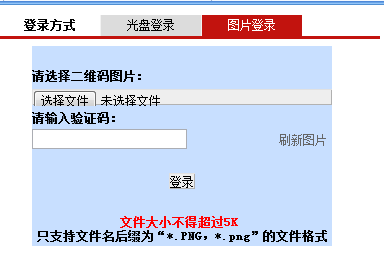 登录方式 光盘登录 图片登录
请选择二维码图片：
选择文件 未选择文件
请输入验证码：
刷新图片
登录
文件大小不得超过5K
只支持文件名后缀为“*.PNG，*.png”的文件格式